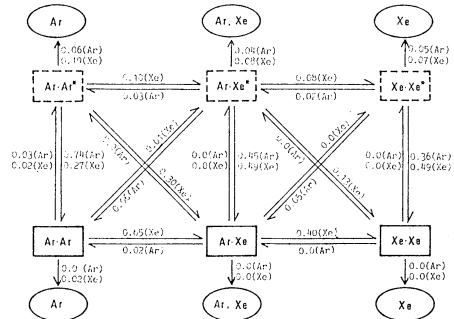 Ar
Ar, Xe
Xe
0.06(Ar)
0.10(Xe)
0.04(Ar)
0.08(Xe)
0.05(Ar)
0.07(Xe)
Ar·Ar*
0.10(Xe)
0.03(Ar)
Ar·Xe*
0.08(Xe)
0.02(Ar)
Xe·Xe*
0.03(Ar)
0.02(Xe)
0.74(Ar)
0.27(Xe)
0.30(Xe)
0.0(Ar)
0.0(Xe)
0.45(Ar)
0.49(Xe)
0.0(Ar)
0.0(Xe)
0.05(Ar)
0.0(Ar)
0.0(Xe)
0.36(Ar)
0.49(Xe)
Ar·Ar
0.65(Xe)
0.02(Ar)
Ar·Xe
0.40(Xe)
0.0(Ar)
Xe·Xe
0.0(Ar)
0.02(Xe)
0.0(Ar)
0.0(Xe)
0.0(Ar)
0.0(Xe)
Ar
Ar, Xe
Xe